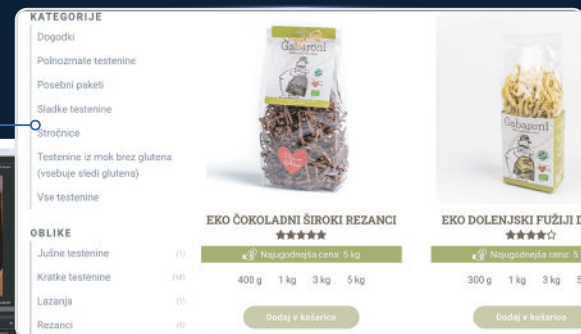 KATEGORIJE
Dogodki
Polnozrnate testenine
Posebni paketi
Sladke testenine
Stročnice
Testenine iz mok brez glutena
(vsebuje sledi glutena)
Vse testenine
OBLIKE
Jušne testenine (1)
Kratke testenine
Lazanja (1)
Rezanci
Gabaroni
EKO ČOKOLADNI ŠIROKI REZANCI
Najugodnejša cena: 5 kg
400 g 1 kg 3 kg 5 kg
Dodaj v košarico
Gabaroni
EKO DOLENJSKI FUŽIJI D
Najugodnejša cena: 5
300 g 1 kg 3 kg 5
Dodaj v košarico